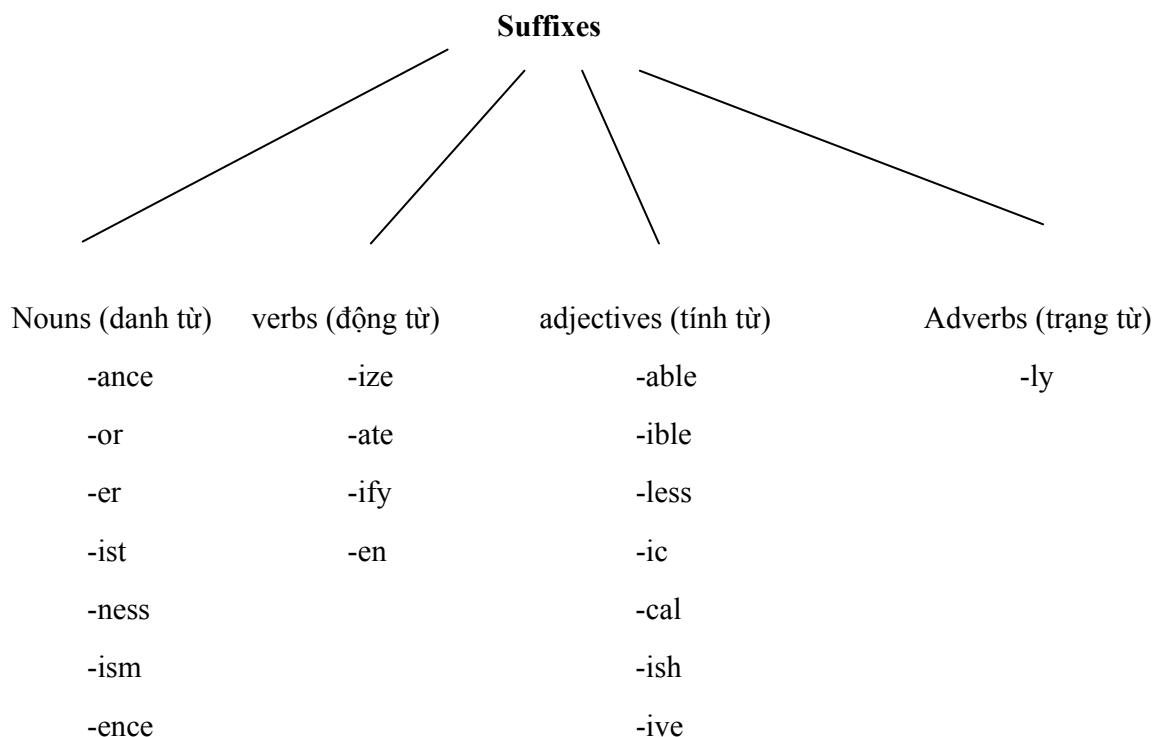 Suffixes
Nouns (danh từ) verbs (động từ) adjectives (tính từ) Adverbs (trạng từ)
-ance -ize -able -ly
-or -ate -ible
-er -ify -less
-ist -en -ic
-ness -cal
-ism -ish
-ence -ive